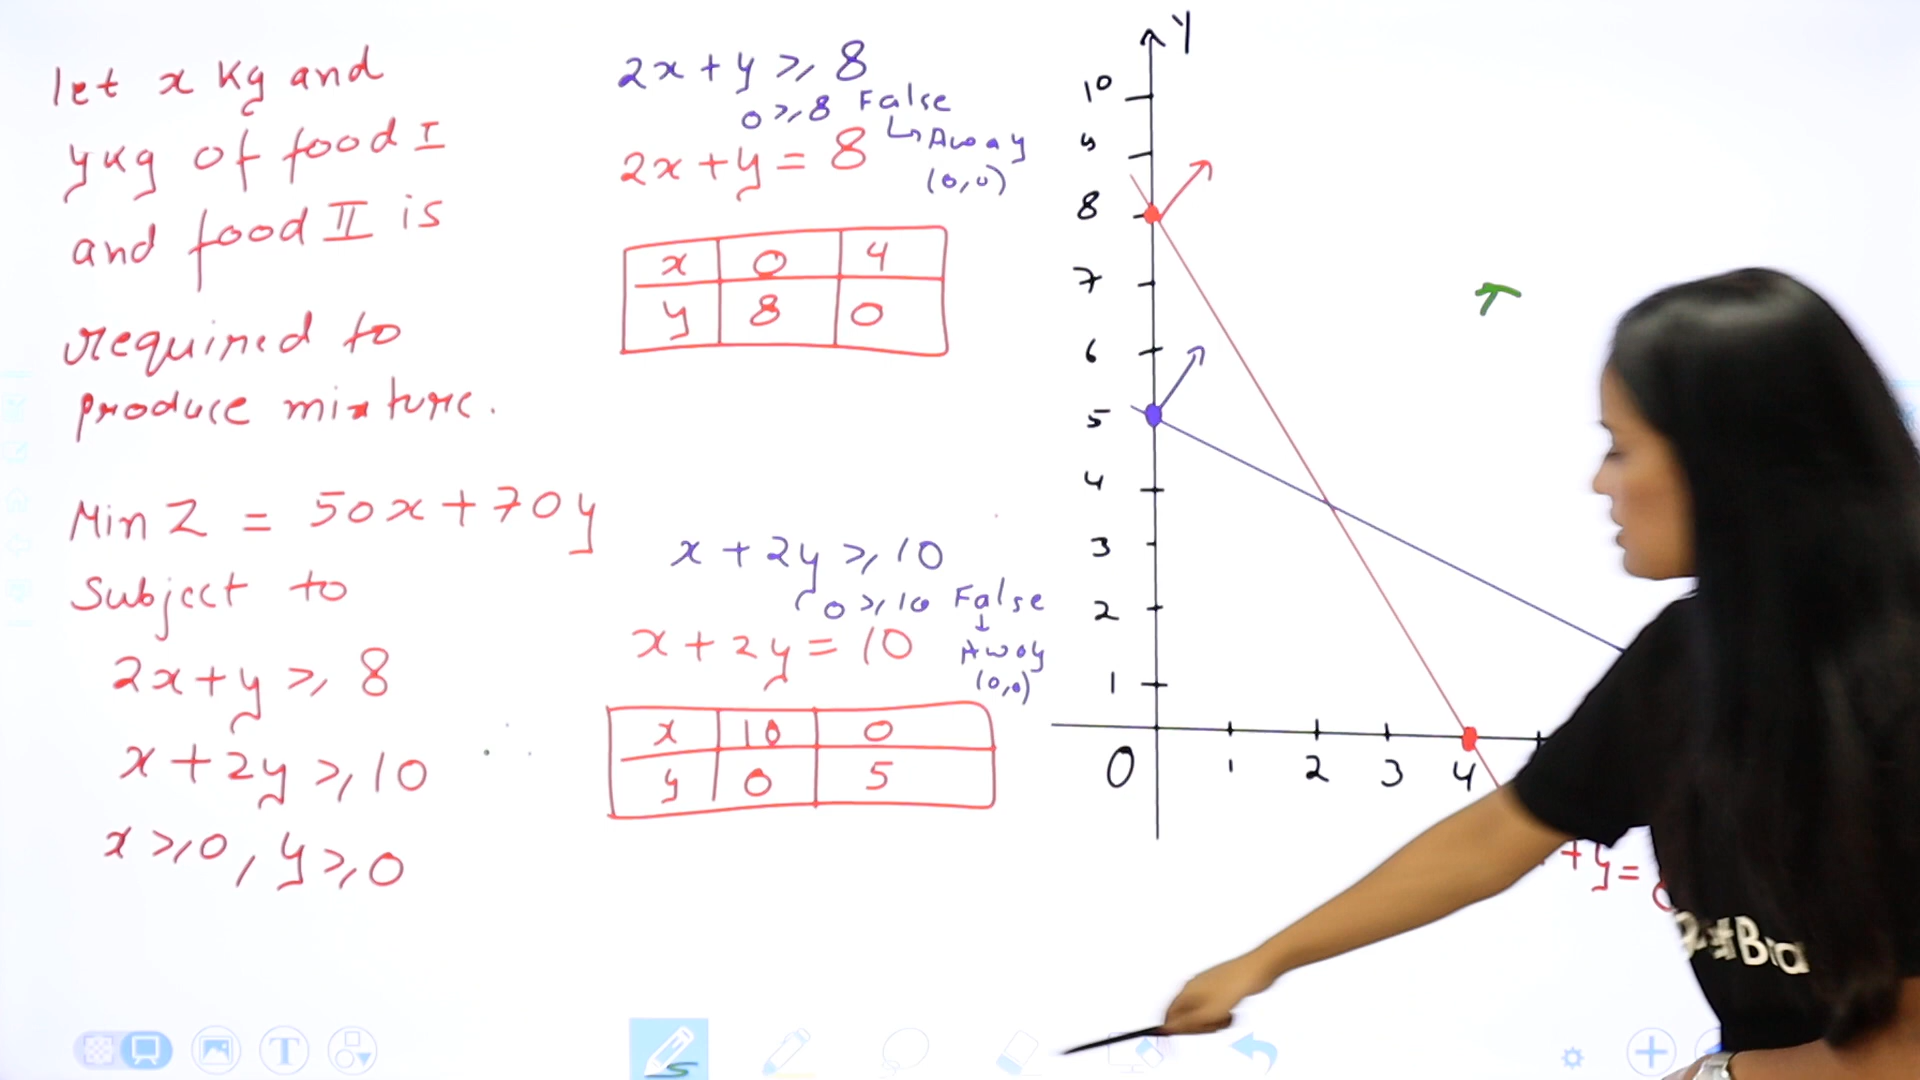 let x Kg and
y kg of food I
and food II is
required to
produce mixture.
Min Z = 50x + 70y
Subject to
2x + y ≥ 8
x + 2y ≥ 10
x ≥ 0, y ≥ 0
2x + y ≥ 8
0 ≥ 8 False
↳ Away
(0,0)
2x + y = 8
x 0 4
y 8 0
x + 2y ≥ 10
0 ≥ 10 False
↓
Away
(0,0)
x + 2y = 10
x 10 0
y 0 5
Y
10
9
8
7
6
5
4
3
2
1
O 1 2 3 4
+ y =
T